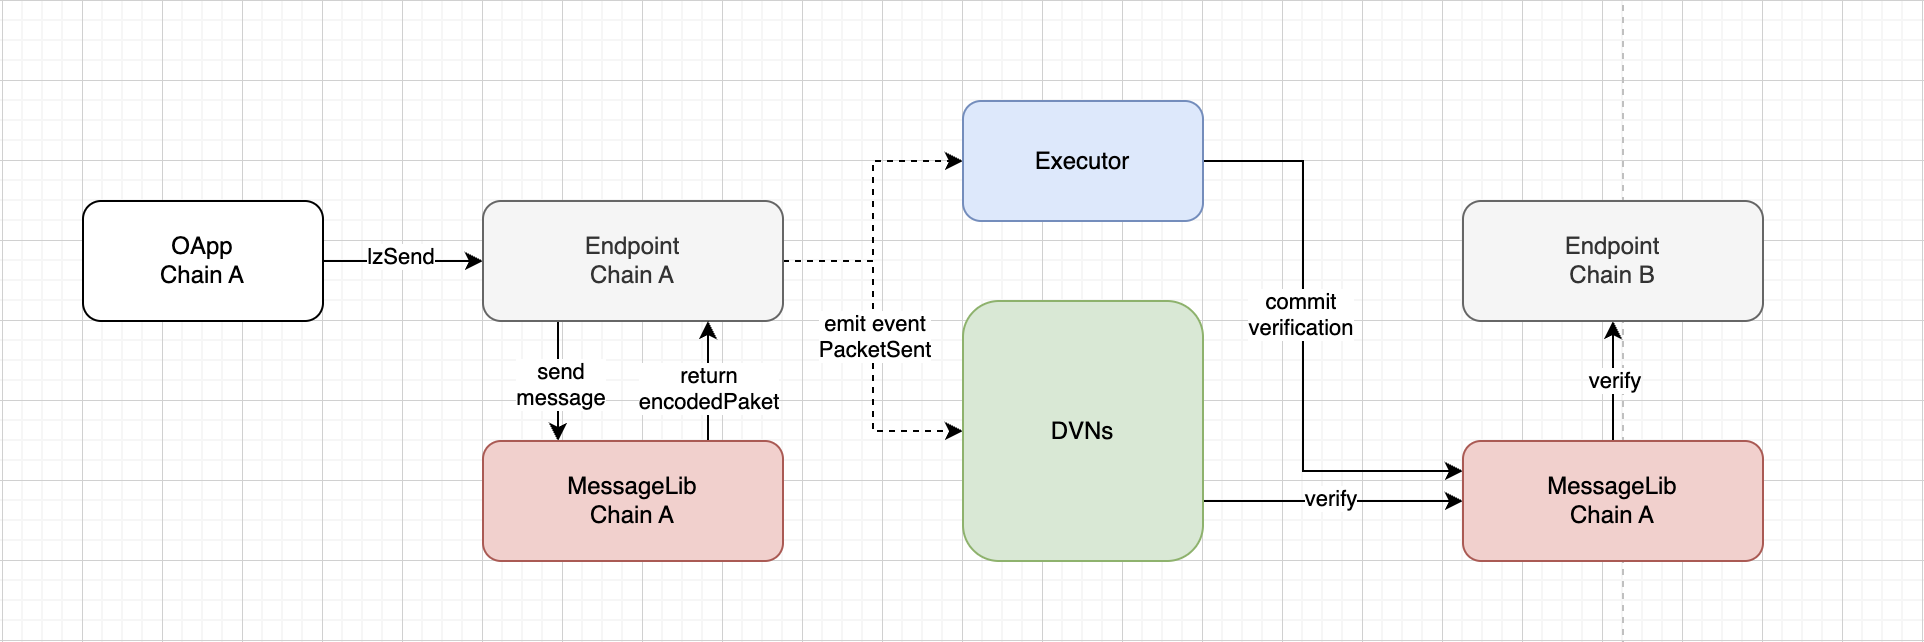 Executor
OApp
Chain A
lzSend
Endpoint
Chain A
Endpoint
Chain B
emit event
PacketSent
commit
verification
send
message
return
encodedPaket
verify
DVNs
MessageLib
Chain A
verify
MessageLib
Chain A